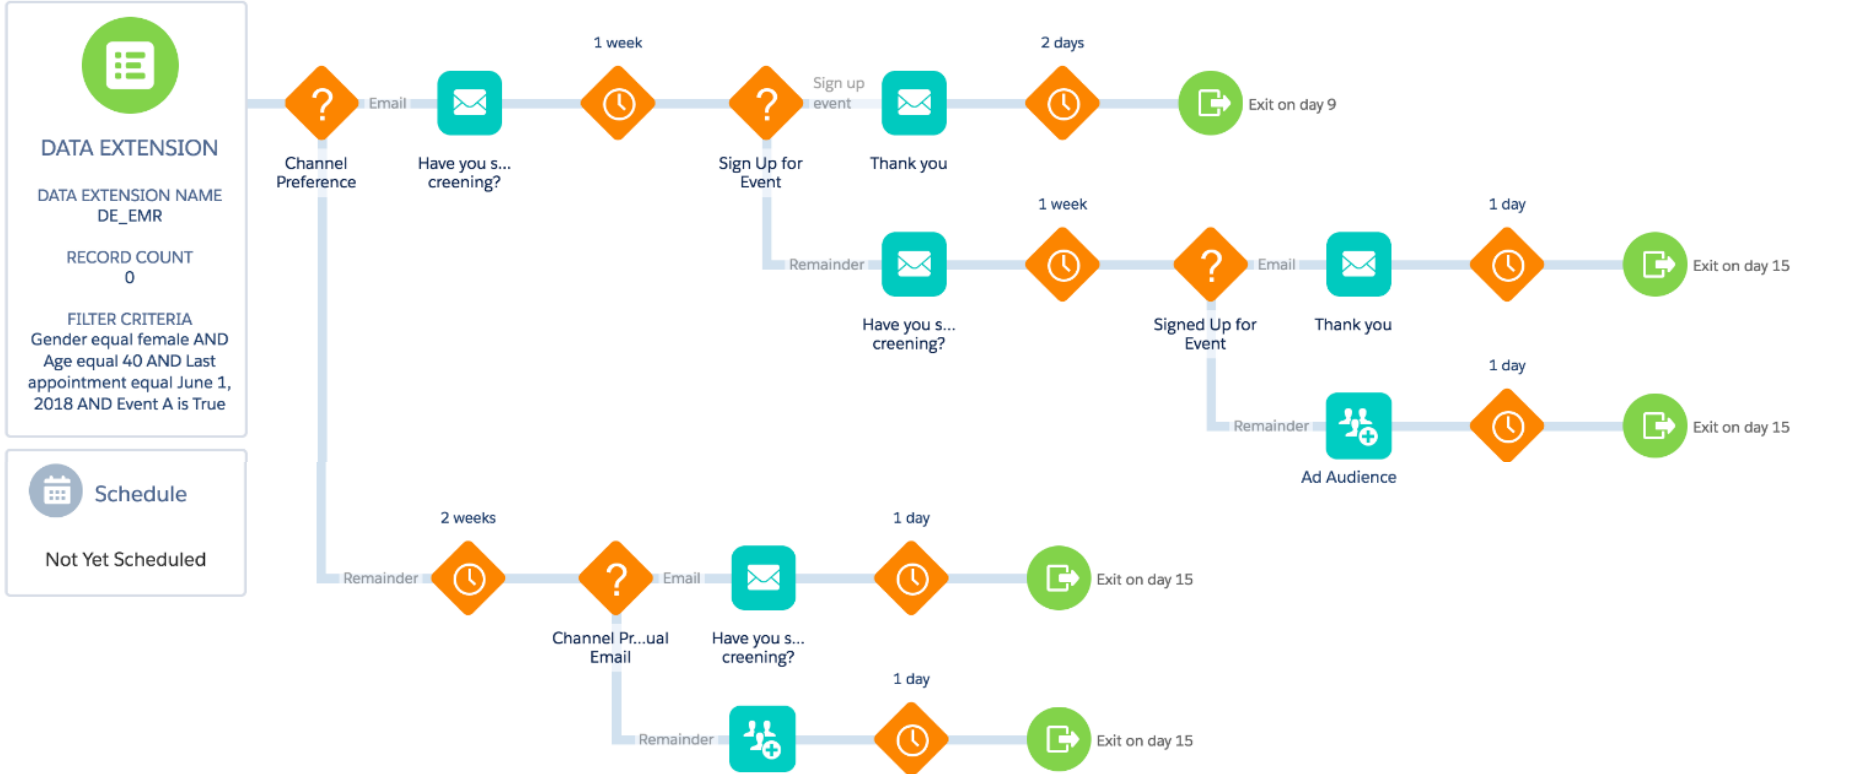 DATA EXTENSION
DATA EXTENSION NAME
DE_EMR
RECORD COUNT
0
FILTER CRITERIA
Gender equal female AND
Age equal 40 AND Last
appointment equal June 1,
2018 AND Event A is True
Schedule
Not Yet Scheduled
1 week
2 days
Email
Sign up
event
Exit on day 9
Channel
Preference
Have you s...
creening?
Sign Up for
Event
Thank you
1 week
1 day
Remainder
Email
Exit on day 15
Have you s...
creening?
Signed Up for
Event
Thank you
1 day
Remainder
Exit on day 15
Ad Audience
2 weeks
1 day
Remainder
Email
Exit on day 15
Channel Pr...ual
Email
Have you s...
creening?
1 day
Remainder
Exit on day 15